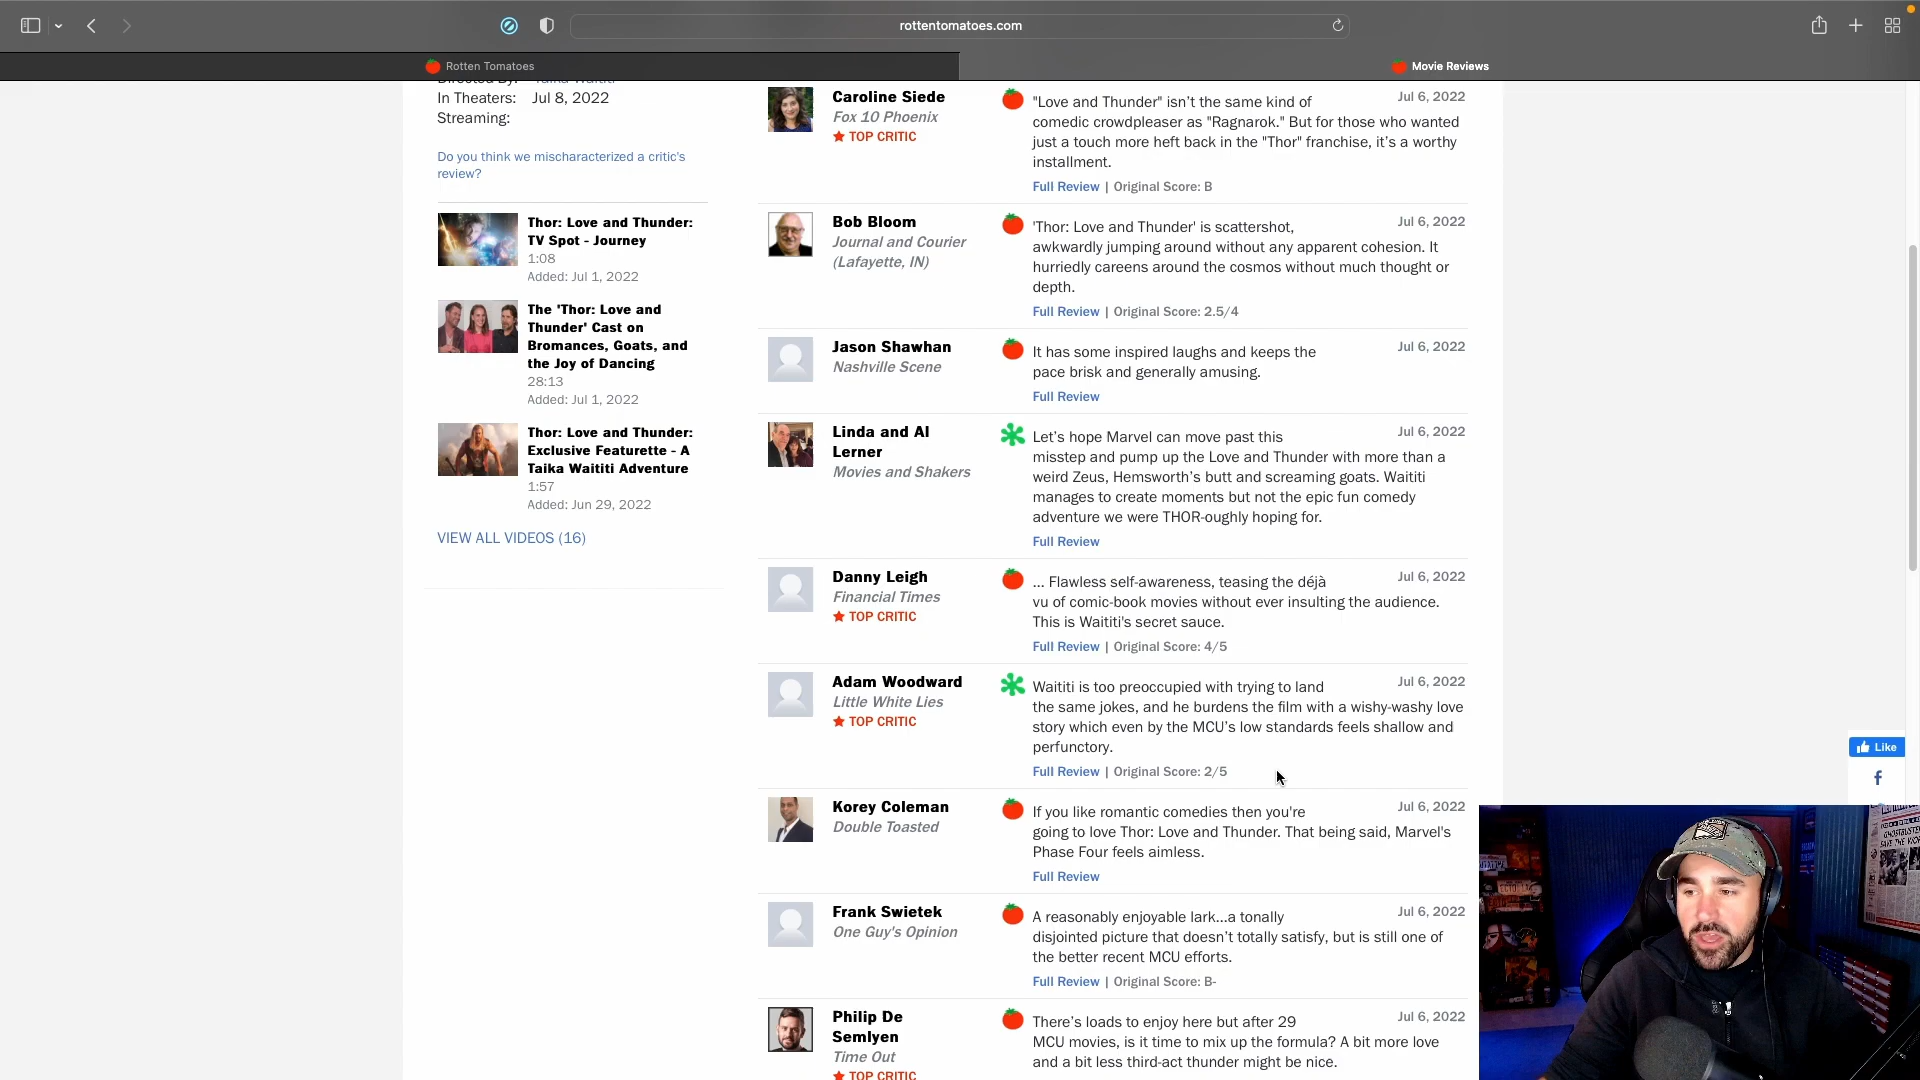 rottentomatoes.com
Rotten Tomatoes
Movie Reviews
In Theaters: Jul 8, 2022
Streaming:
Do you think we mischaracterized a critic's
review?
Thor: Love and Thunder:
TV Spot - Journey
1:08
Added: Jul 1, 2022
The 'Thor: Love and
Thunder' Cast on
Bromances, Goats, and
the Joy of Dancing
28:13
Added: Jul 1, 2022
Thor: Love and Thunder:
Exclusive Featurette - A
Taika Waititi Adventure
1:57
Added: Jun 29, 2022
VIEW ALL VIDEOS (16)
Caroline Siede
Fox 10 Phoenix
TOP CRITIC
Jul 6, 2022
"Love and Thunder" isn’t the same kind of
comedic crowdpleaser as "Ragnarok." But for those who wanted
just a touch more heft back in the "Thor" franchise, it’s a worthy
installment.
Full Review | Original Score: B
Bob Bloom
Journal and Courier
(Lafayette, IN)
Jul 6, 2022
'Thor: Love and Thunder' is scattershot,
awkwardly jumping around without any apparent cohesion. It
hurriedly careens around the cosmos without much thought or
depth.
Full Review | Original Score: 2.5/4
Jason Shawhan
Nashville Scene
Jul 6, 2022
It has some inspired laughs and keeps the
pace brisk and generally amusing.
Full Review
Linda and Al
Lerner
Movies and Shakers
Jul 6, 2022
Let’s hope Marvel can move past this
misstep and pump up the Love and Thunder with more than a
weird Zeus, Hemsworth’s butt and screaming goats. Waititi
manages to create moments but not the epic fun comedy
adventure we were THOR-oughly hoping for.
Full Review
Danny Leigh
Financial Times
TOP CRITIC
Jul 6, 2022
... Flawless self-awareness, teasing the déjà
vu of comic-book movies without ever insulting the audience.
This is Waititi's secret sauce.
Full Review | Original Score: 4/5
Adam Woodward
Little White Lies
TOP CRITIC
Jul 6, 2022
Waititi is too preoccupied with trying to land
the same jokes, and he burdens the film with a wishy-washy love
story which even by the MCU’s low standards feels shallow and
perfunctory.
Full Review | Original Score: 2/5
Korey Coleman
Double Toasted
Jul 6, 2022
If you like romantic comedies then you're
going to love Thor: Love and Thunder. That being said, Marvel's
Phase Four feels aimless.
Full Review
Frank Swietek
One Guy's Opinion
Jul 6, 2022
A reasonably enjoyable lark...a tonally
disjointed picture that doesn’t totally satisfy, but is still one of
the better recent MCU efforts.
Full Review | Original Score: B-
Philip De
Semlyen
Time Out
TOP CRITIC
Jul 6, 2022
There’s loads to enjoy here but after 29
MCU movies, is it time to mix up the formula? A bit more love
and a bit less third-act thunder might be nice.
Like